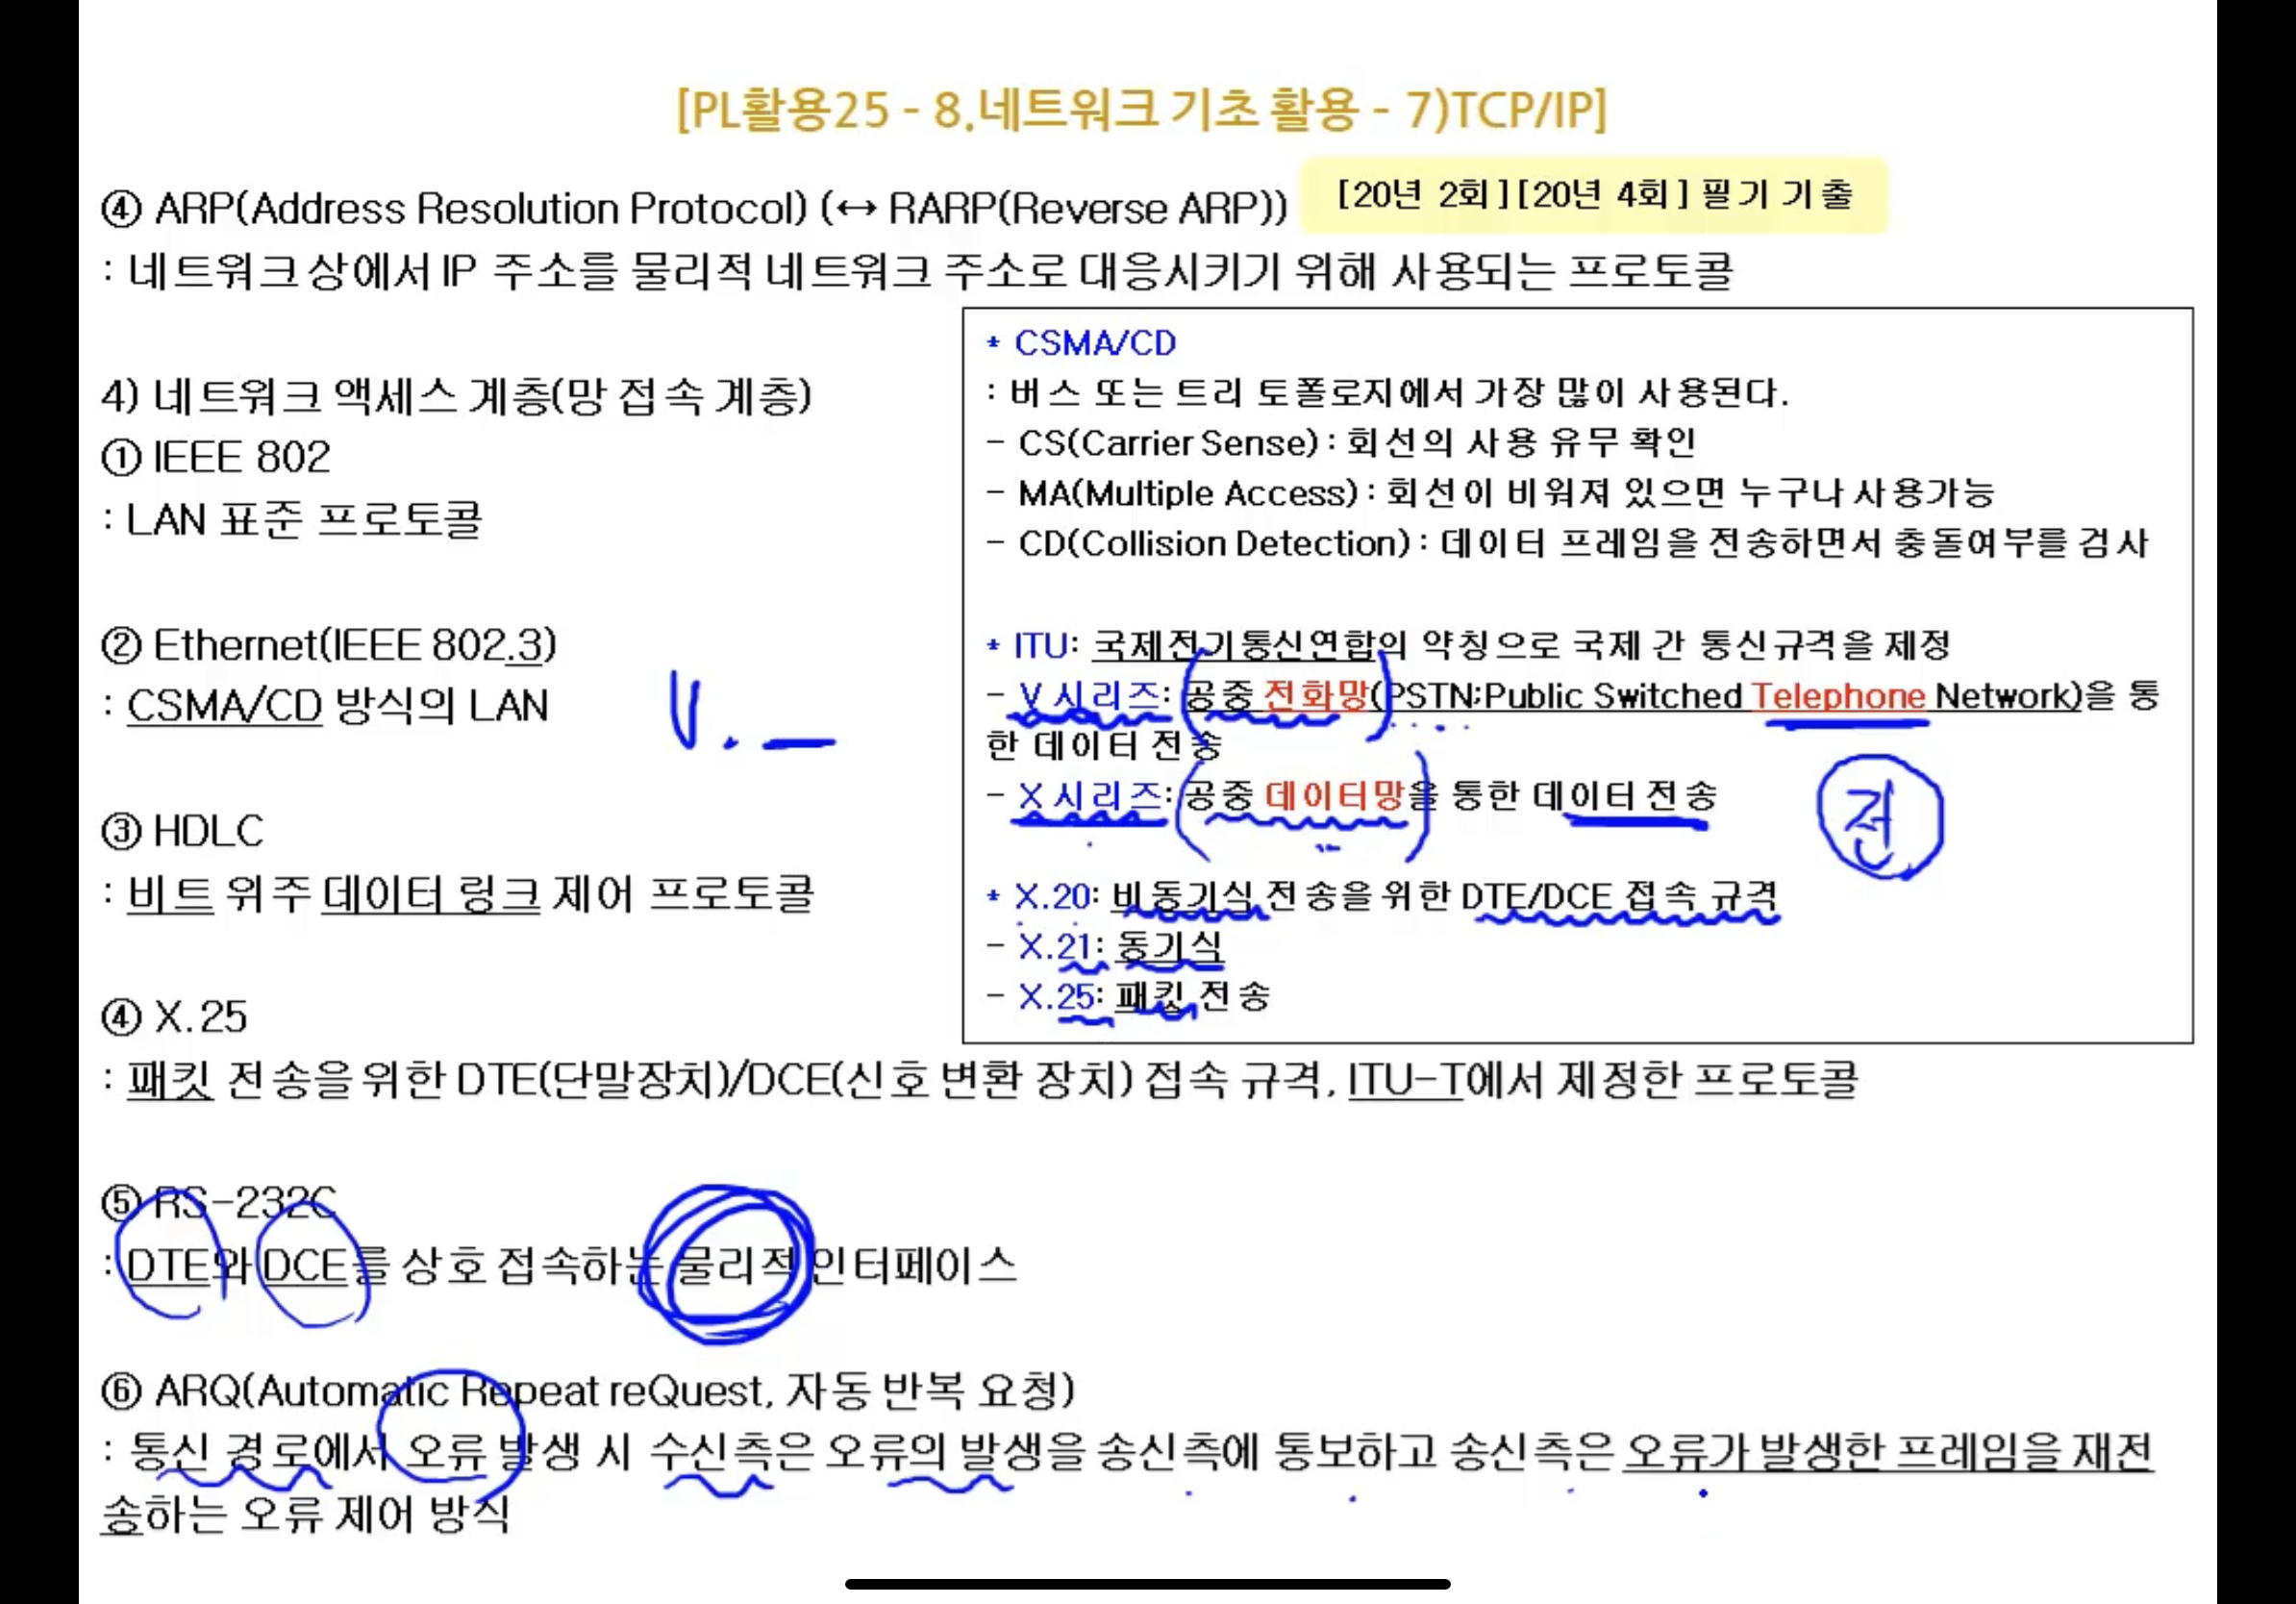 [PL활용25 - 8.네트워크 기초 활용 - 7)TCP/IP]
④ ARP(Address Resolution Protocol) (↔ RARP(Reverse ARP))
[20년 2회][20년 4회] 필기 기출
: 네트워크상에서 IP 주소를 물리적 네트워크 주소로 대응시키기 위해 사용되는 프로토콜
4) 네트워크 액세스 계층(망 접속 계층)
① IEEE 802
: LAN 표준 프로토콜
② Ethernet(IEEE 802.3)
: CSMA/CD 방식의 LAN
V. _
③ HDLC
: 비트 위주 데이터 링크 제어 프로토콜
④ X.25
: 패킷 전송을 위한 DTE(단말장치)/DCE(신호 변환 장치) 접속 규격, ITU-T에서 제정한 프로토콜
* CSMA/CD
: 버스 또는 트리 토폴로지에서 가장 많이 사용된다.
- CS(Carrier Sense) : 회선의 사용 유무 확인
- MA(Multiple Access) : 회선이 비워져 있으면 누구나 사용가능
- CD(Collision Detection) : 데이터 프레임을 전송하면서 충돌여부를 검사
* ITU: 국제전기통신연합의 약칭으로 국제 간 통신규격을 제정
- V 시리즈: 공중 전화망(PSTN:Public Switched Telephone Network)을 통
한 데이터 전송
- X 시리즈: 공중 데이터망을 통한 데이터 전송
전
* X.20: 비동기식 전송을 위한 DTE/DCE 접속 규격
- X.21: 동기식
- X.25: 패킷 전송
⑤ RS-232C
: DTE와 DCE를 상호 접속하는 물리적 인터페이스
⑥ ARQ(Automatic Repeat reQuest, 자동 반복 요청)
: 통신 경로에서 오류 발생 시 수신측은 오류의 발생을 송신측에 통보하고 송신측은 오류가 발생한 프레임을 재전
송하는 오류 제어 방식